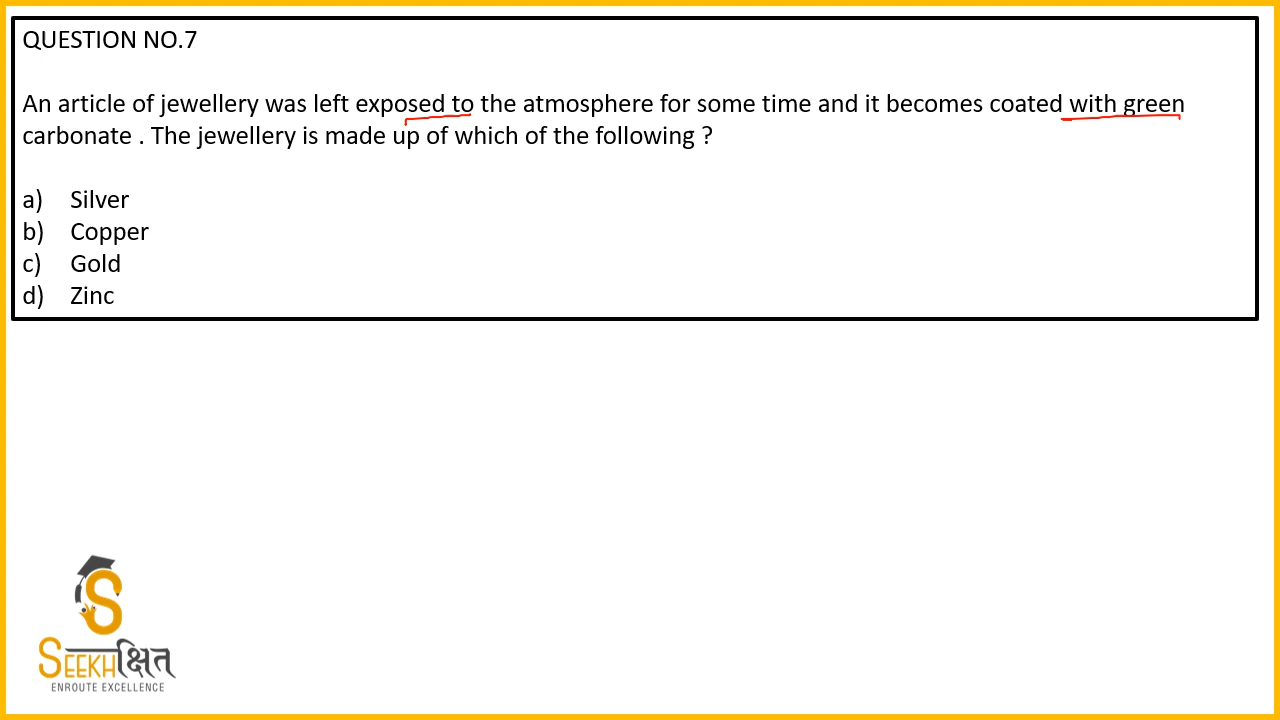 QUESTION NO.7
An article of jewellery was left exposed to the atmosphere for some time and it becomes coated with green
carbonate . The jewellery is made up of which of the following ?
a) Silver
b) Copper
c) Gold
d) Zinc
S
SEEKHक्षित
ENROUTE EXCELLENCE